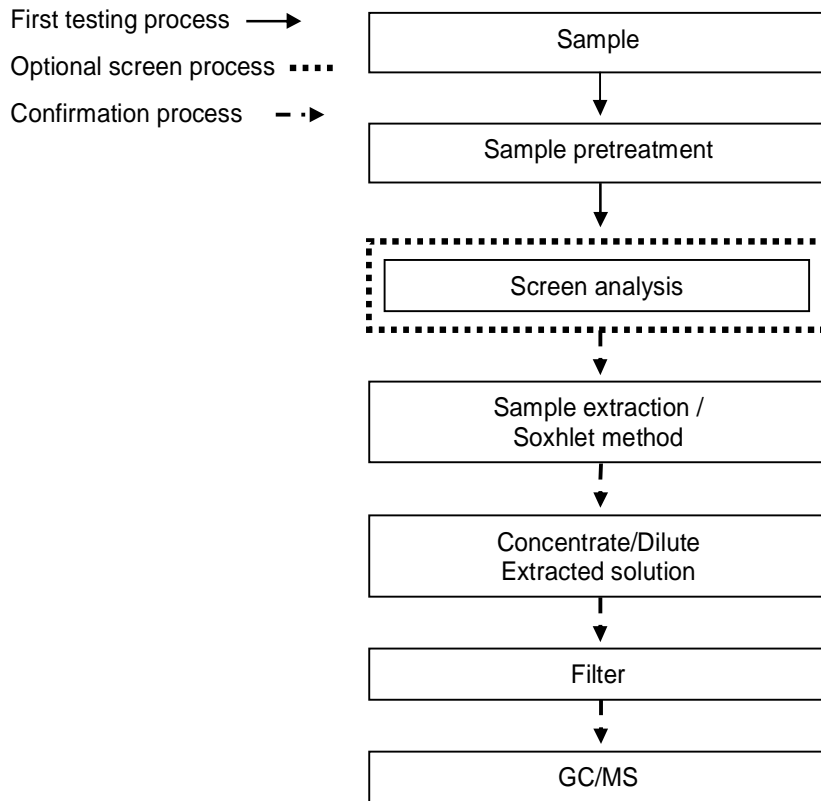 First testing process
Optional screen process
Confirmation process
Sample
Sample pretreatment
Screen analysis
Sample extraction /
Soxhlet method
Concentrate/Dilute
Extracted solution
Filter
GC/MS